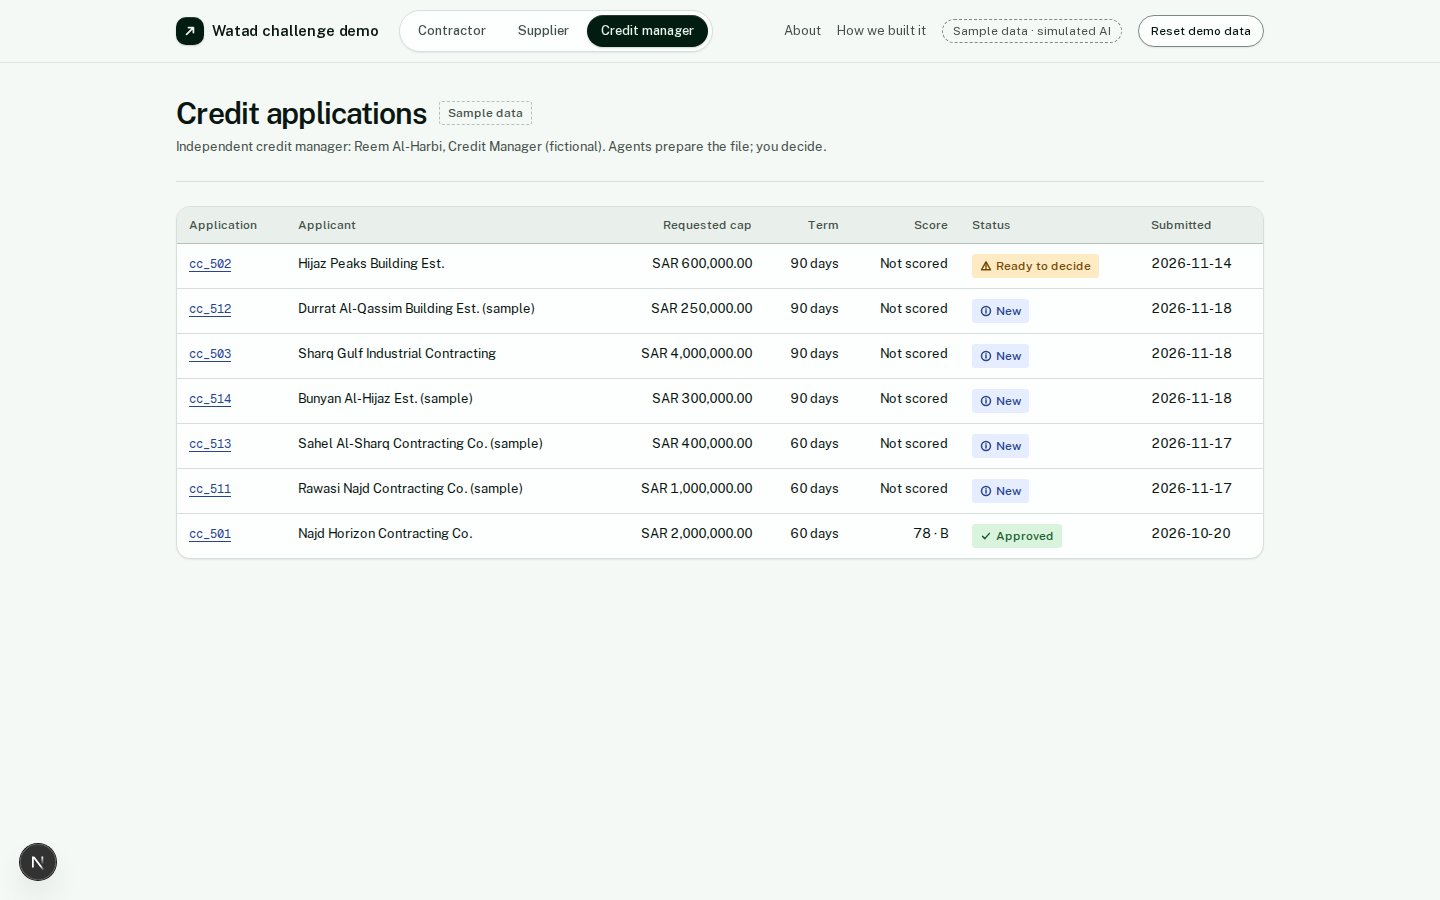 Watad challenge demo Contractor Supplier Credit manager About How we built it Sample data · simulated AI Reset demo data
Credit applications Sample data
Independent credit manager: Reem Al-Harbi, Credit Manager (fictional). Agents prepare the file; you decide.
Application Applicant Requested cap Term Score Status Submitted
cc_502 Hijaz Peaks Building Est. SAR 600,000.00 90 days Not scored Ready to decide 2026-11-14
cc_512 Durrat Al-Qassim Building Est. (sample) SAR 250,000.00 90 days Not scored New 2026-11-18
cc_503 Sharq Gulf Industrial Contracting SAR 4,000,000.00 90 days Not scored New 2026-11-18
cc_514 Bunyan Al-Hijaz Est. (sample) SAR 300,000.00 90 days Not scored New 2026-11-18
cc_513 Sahel Al-Sharq Contracting Co. (sample) SAR 400,000.00 60 days Not scored New 2026-11-17
cc_511 Rawasi Najd Contracting Co. (sample) SAR 1,000,000.00 60 days Not scored New 2026-11-17
cc_501 Najd Horizon Contracting Co. SAR 2,000,000.00 60 days 78 · B Approved 2026-10-20
N